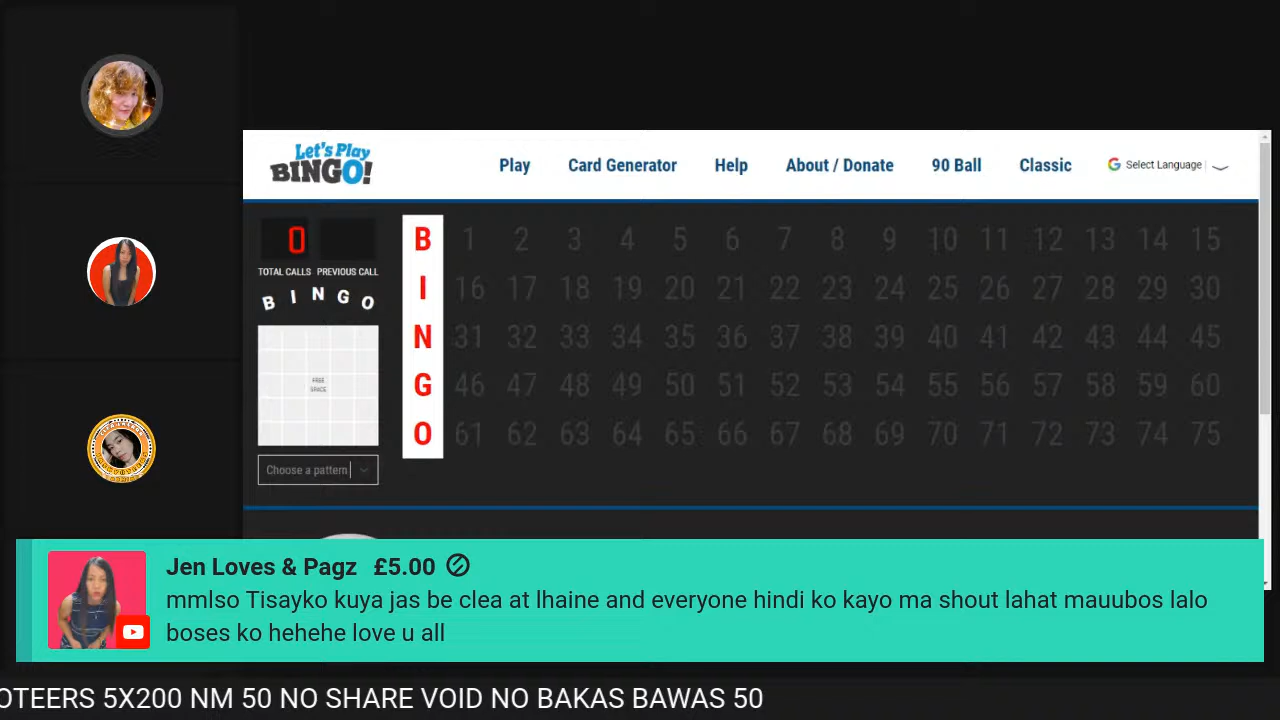 Let's Play
BINGO!
Play Card Generator Help About / Donate 90 Ball Classic Select Language
0
TOTAL CALLS PREVIOUS CALL
B I N G O
FREE
SPACE
Choose a pattern
B 1 2 3 4 5 6 7 8 9 10 11 12 13 14 15
I 16 17 18 19 20 21 22 23 24 25 26 27 28 29 30
N 31 32 33 34 35 36 37 38 39 40 41 42 43 44 45
G 46 47 48 49 50 51 52 53 54 55 56 57 58 59 60
O 61 62 63 64 65 66 67 68 69 70 71 72 73 74 75
Jen Loves & Pagz £5.00
mmlso Tisayko kuya jas be clea at lhaine and everyone hindi ko kayo ma shout lahat mauubos lalo
boses ko hehehe love u all
OTEERS 5X200 NM 50 NO SHARE VOID NO BAKAS BAWAS 50